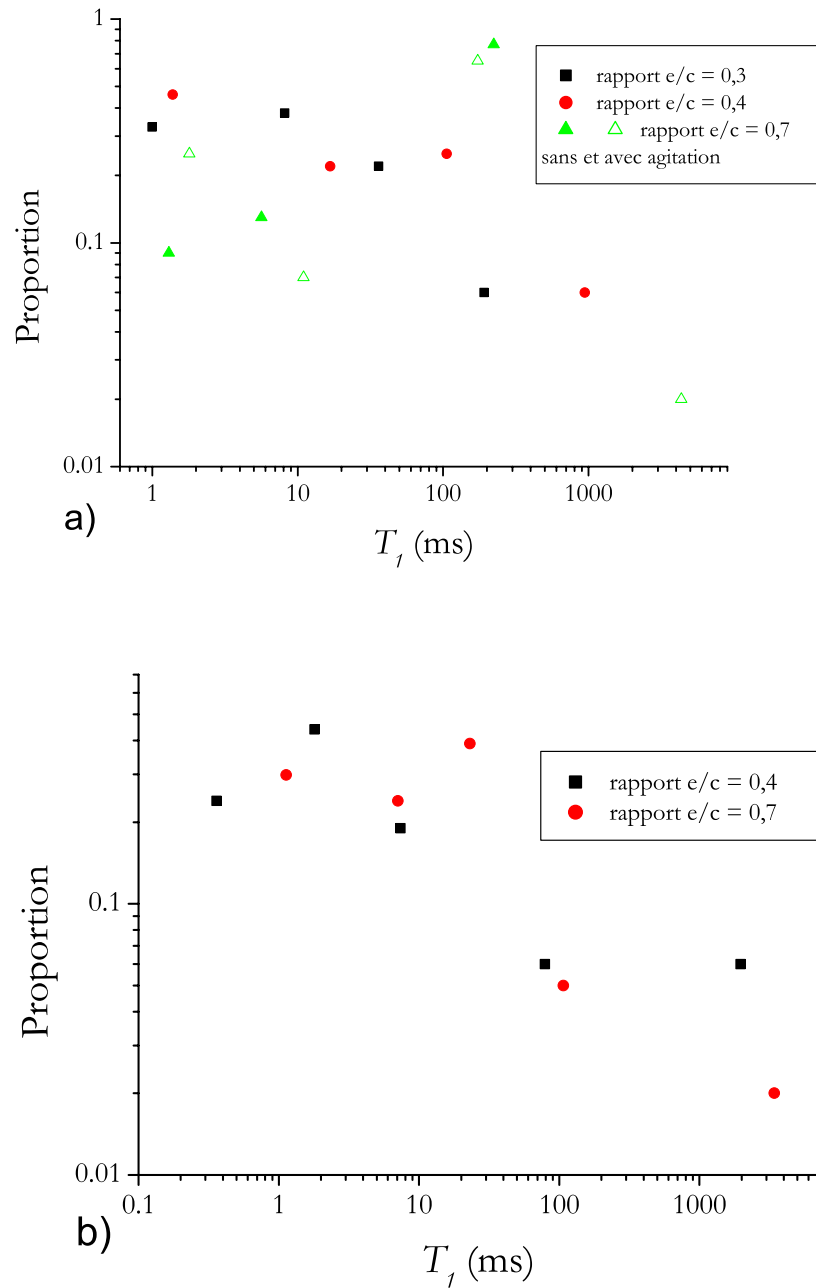 1
rapport e/c = 0,3
rapport e/c = 0,4
rapport e/c = 0,7
sans et avec agitation
Proportion
0.1
0.01
1
10
100
1000
a)
T1 (ms)
rapport e/c = 0,4
rapport e/c = 0,7
Proportion
0.1
0.01
0.1
1
10
100
1000
b)
T1 (ms)